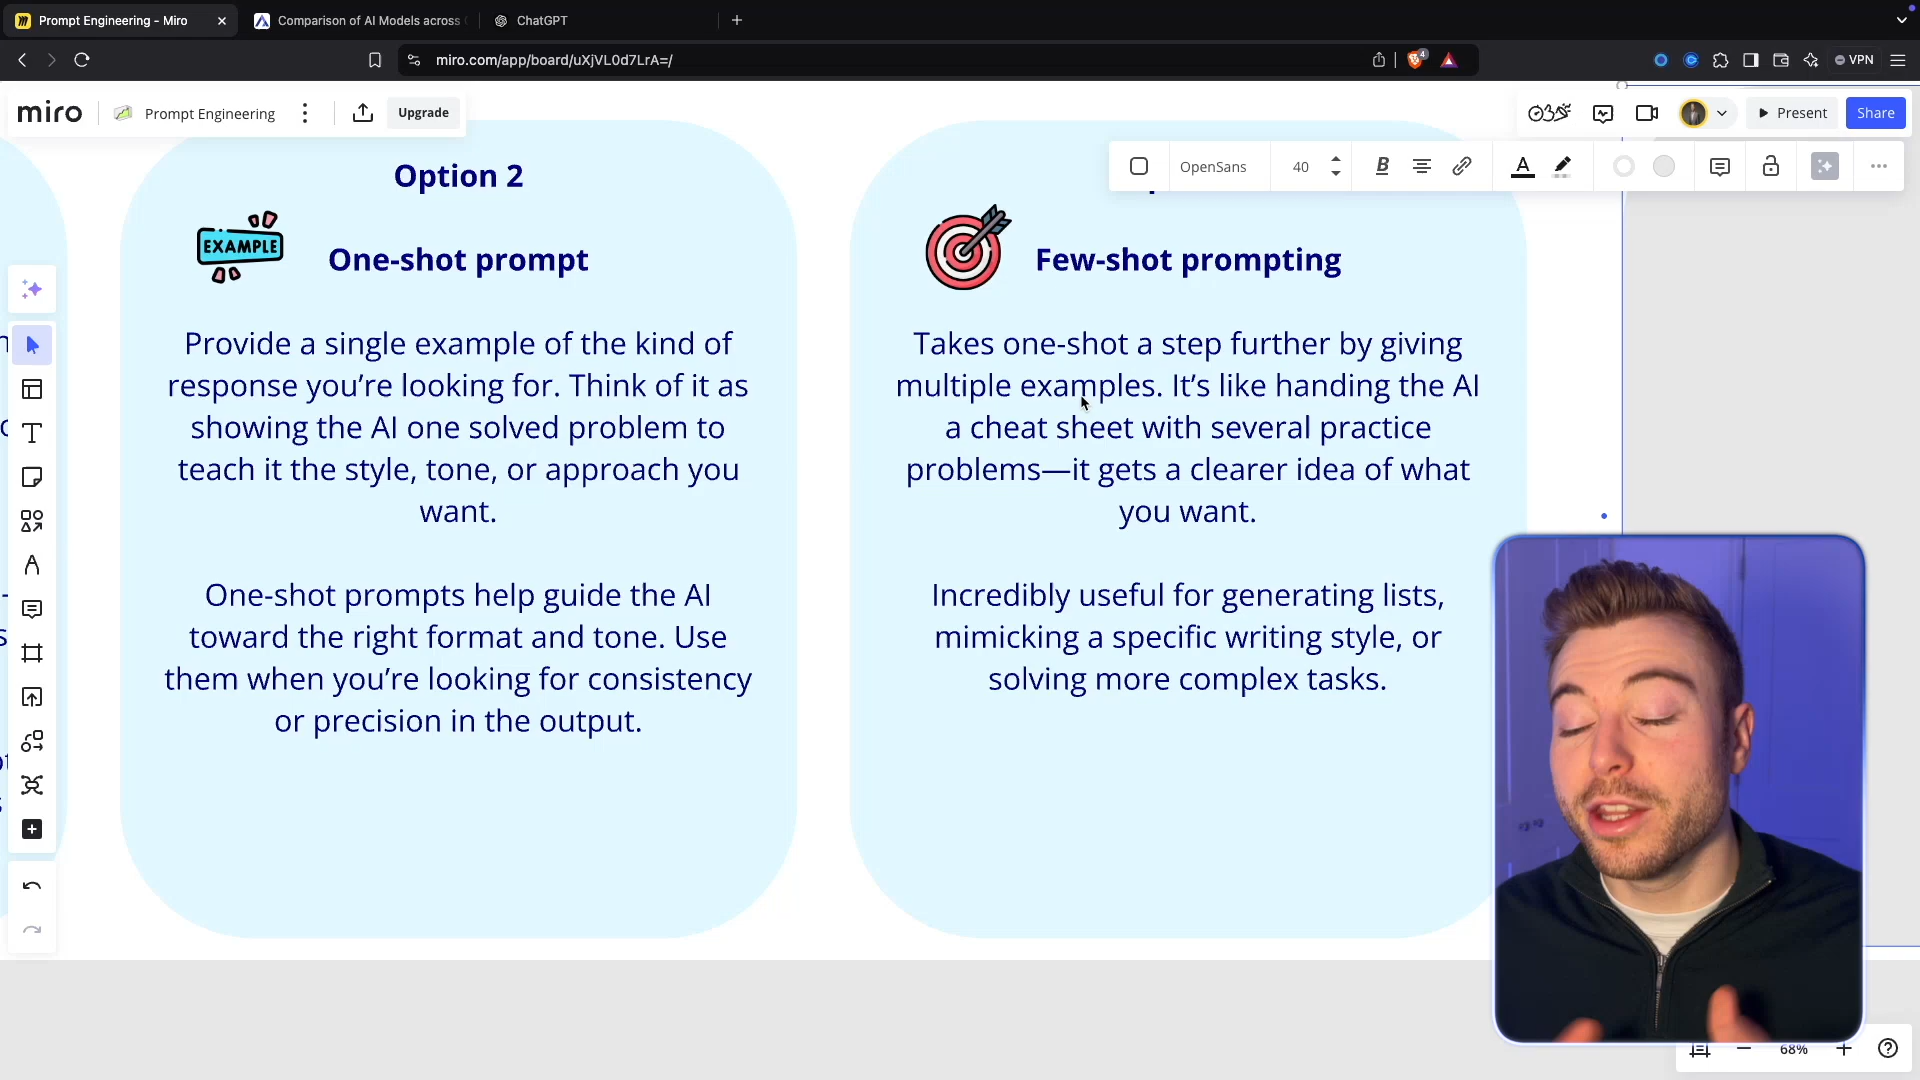 Prompt Engineering - Miro
Comparison of AI Models across
ChatGPT
miro.com/app/board/uXjVL0d7LrA=/
4
VPN
miro
Prompt Engineering
Upgrade
Present
Share
OpenSans
40
B
A
Option 2
EXAMPLE
One-shot prompt
Provide a single example of the kind of
response you’re looking for. Think of it as
showing the AI one solved problem to
teach it the style, tone, or approach you
want.
One-shot prompts help guide the AI
toward the right format and tone. Use
them when you’re looking for consistency
or precision in the output.
Few-shot prompting
Takes one-shot a step further by giving
multiple examples. It’s like handing the AI
a cheat sheet with several practice
problems—it gets a clearer idea of what
you want.
Incredibly useful for generating lists,
mimicking a specific writing style, or
solving more complex tasks.
68%